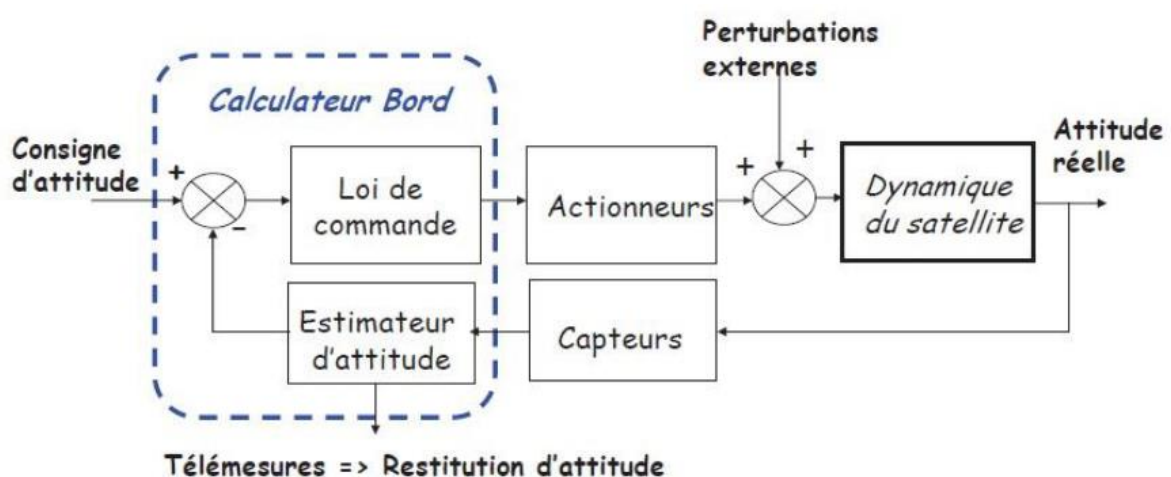 Perturbations
externes
Calculateur Bord
Consigne
d'attitude
+
−
Loi de
commande
Actionneurs
+
+
Dynamique
du satellite
Attitude
réelle
Estimateur
d'attitude
Capteurs
Télémesures => Restitution d'attitude